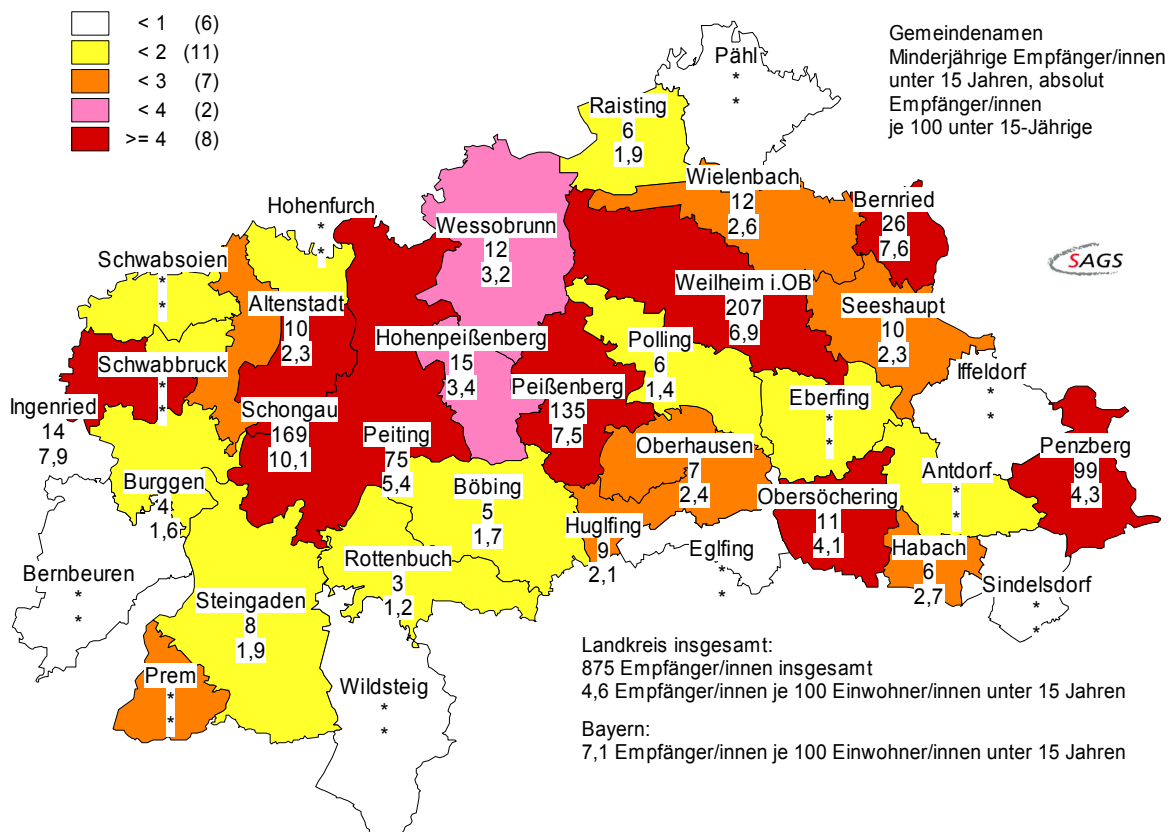 < 1 (6)
< 2 (11)
< 3 (7)
< 4 (2)
>= 4 (8)
Gemeindenamen
Minderjährige Empfänger/innen
unter 15 Jahren, absolut
Empfänger/innen
je 100 unter 15-Jährige
Pähl
*
*
Raisting
6
1,9
Wielenbach
12
2,6
Bernried
26
7,6
SAGS
Hohenfurch
*
*
Wessobrunn
12
3,2
Schwabsoien
*
*
Altenstadt
10
2,3
Weilheim i.OB
207
6,9
Seeshaupt
10
2,3
Hohenpeißenberg
15
3,4
Polling
6
1,4
Schwabbruck
*
*
Iffeldorf
*
*
Peißenberg
135
7,5
Eberfing
*
*
Ingenried
14
7,9
Schongau
169
10,1
Peiting
75
5,4
Oberhausen
7
2,4
Penzberg
99
4,3
Burggen
4
1,6
Böbing
5
1,7
Antdorf
*
*
Obersöchering
11
4,1
Huglfing
9
2,1
Eglfing
*
*
Habach
6
2,7
Rottenbuch
3
1,2
Bernbeuren
*
*
Sindelsdorf
*
*
Steingaden
8
1,9
Prem
*
*
Wildsteig
*
*
Landkreis insgesamt:
875 Empfänger/innen insgesamt
4,6 Empfänger/innen je 100 Einwohner/innen unter 15 Jahren
Bayern:
7,1 Empfänger/innen je 100 Einwohner/innen unter 15 Jahren